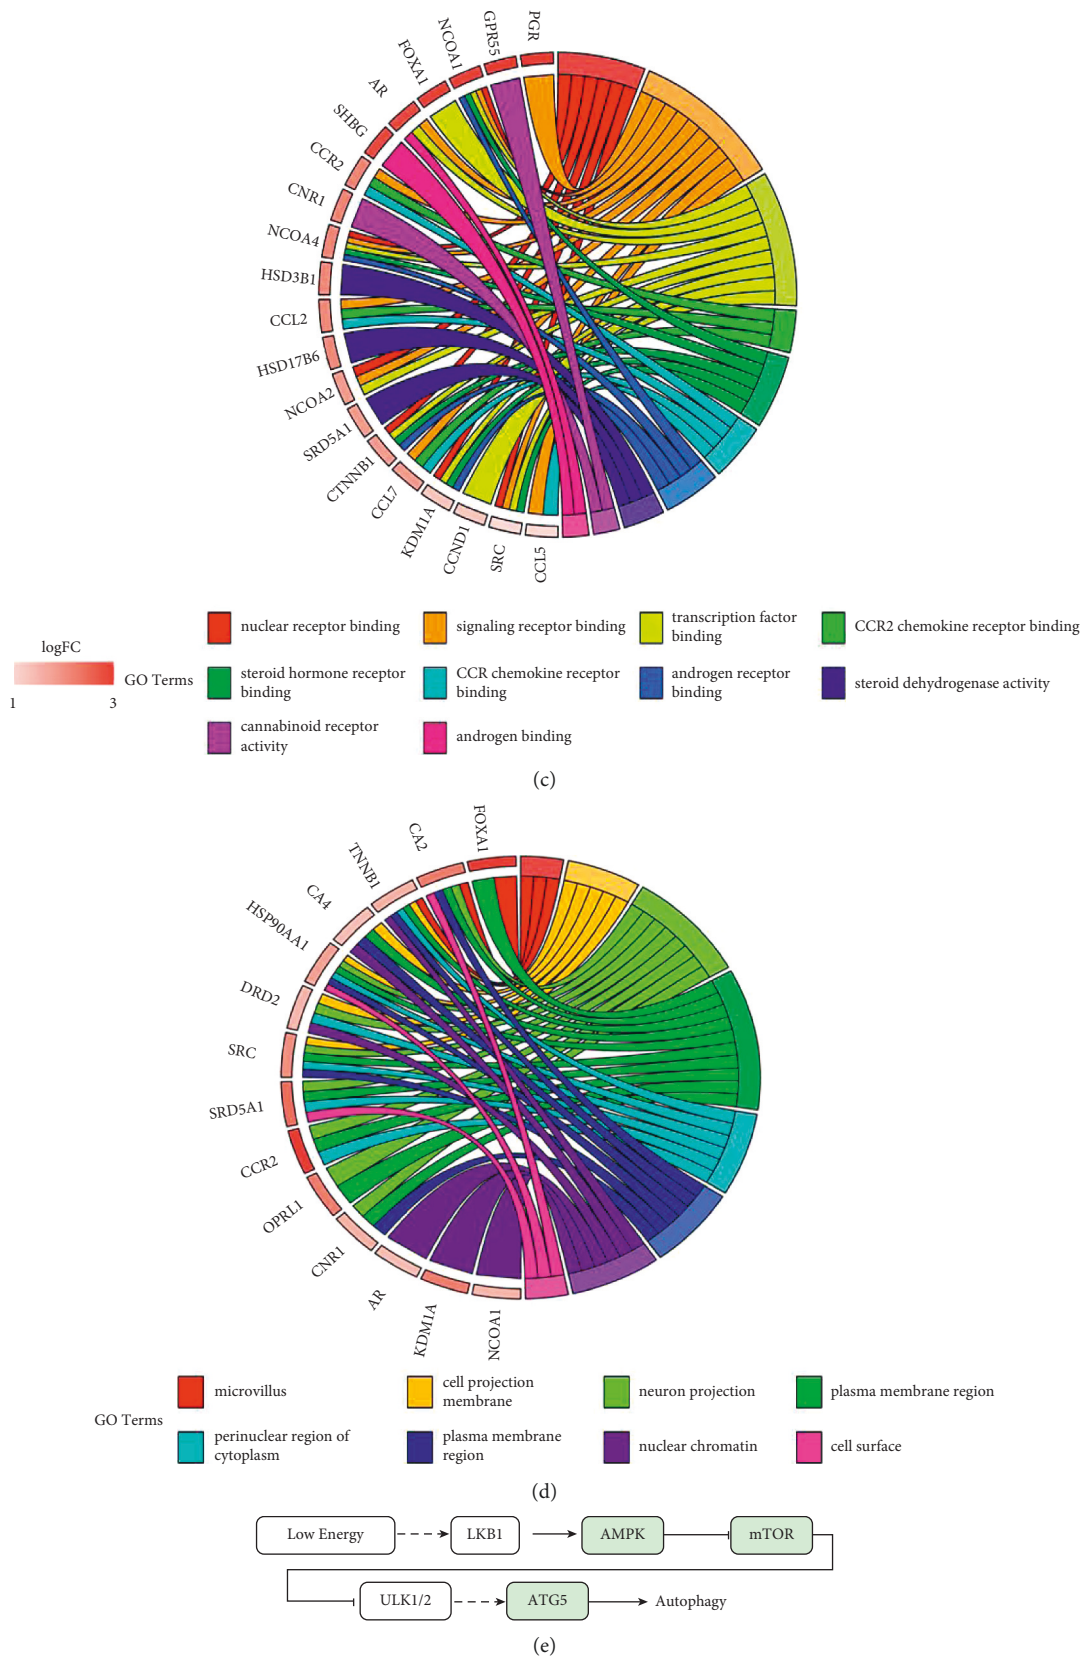 PGR
GPR55
NCOA1
FOXA1
AR
SHBG
CCR2
CNR1
NCOA4
HSD3B1
CCL2
HSD17B6
NCOA2
SRD5A1
CTNNB1
CCL7
KDM1A
CCND1
SRC
CCL5
logFC
1 3
GO Terms
nuclear receptor binding
signaling receptor binding
transcription factor
binding
CCR2 chemokine receptor binding
steroid hormone receptor
binding
CCR chemokine receptor
binding
androgen receptor
binding
steroid dehydrogenase activity
cannabinoid receptor
activity
androgen binding
(c)
FOXA1
CA2
TNNB1
CA4
HSP90AA1
DRD2
SRC
SRD5A1
CCR2
OPRL1
CNR1
AR
KDM1A
NCOA1
GO Terms
microvillus
cell projection
membrane
neuron projection
plasma membrane region
perinuclear region of
cytoplasm
plasma membrane
region
nuclear chromatin
cell surface
(d)
Low Energy
LKB1
AMPK
mTOR
ULK1/2
ATG5
Autophagy
(e)